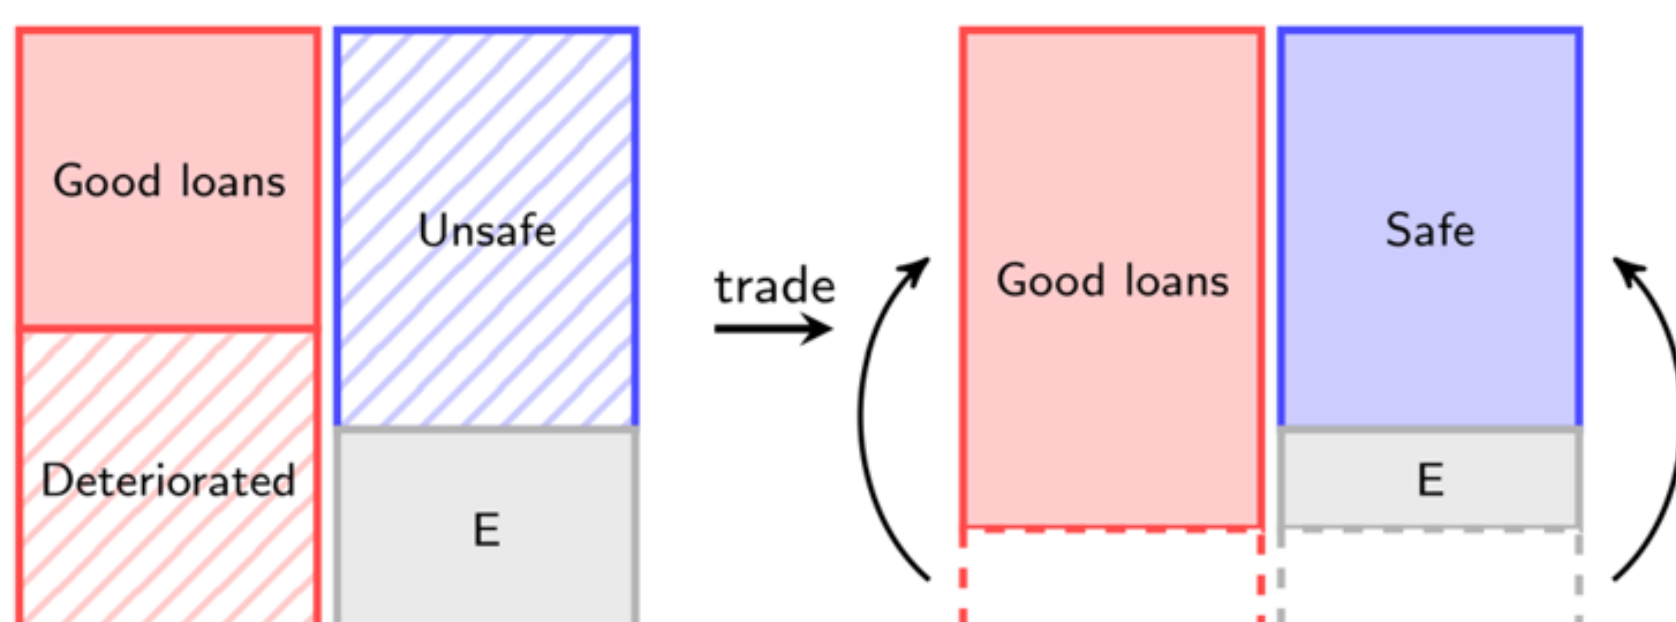 Good loans
Deteriorated
Unsafe
E
trade
Good loans
Safe
E